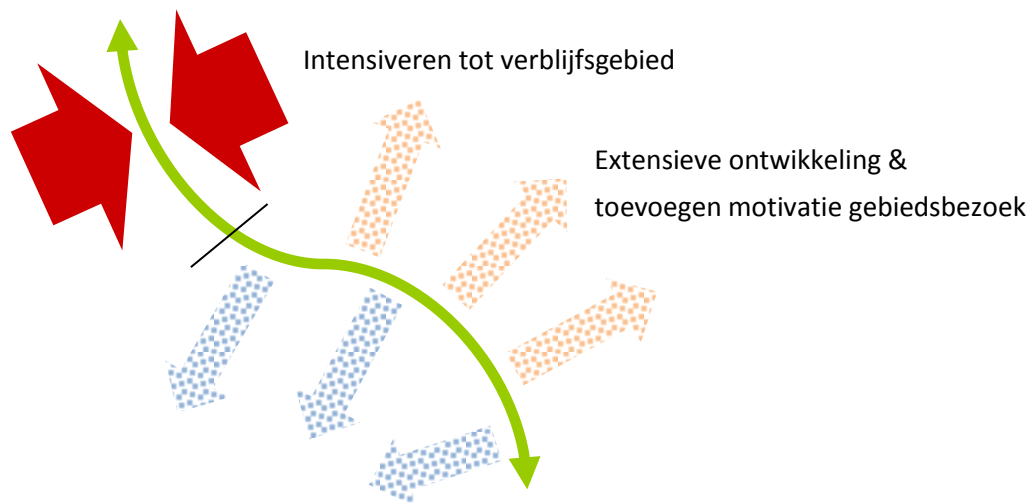 Intensiveren tot verblijfsgebied
Extensieve ontwikkeling &
toevoegen motivatie gebiedsbezoek